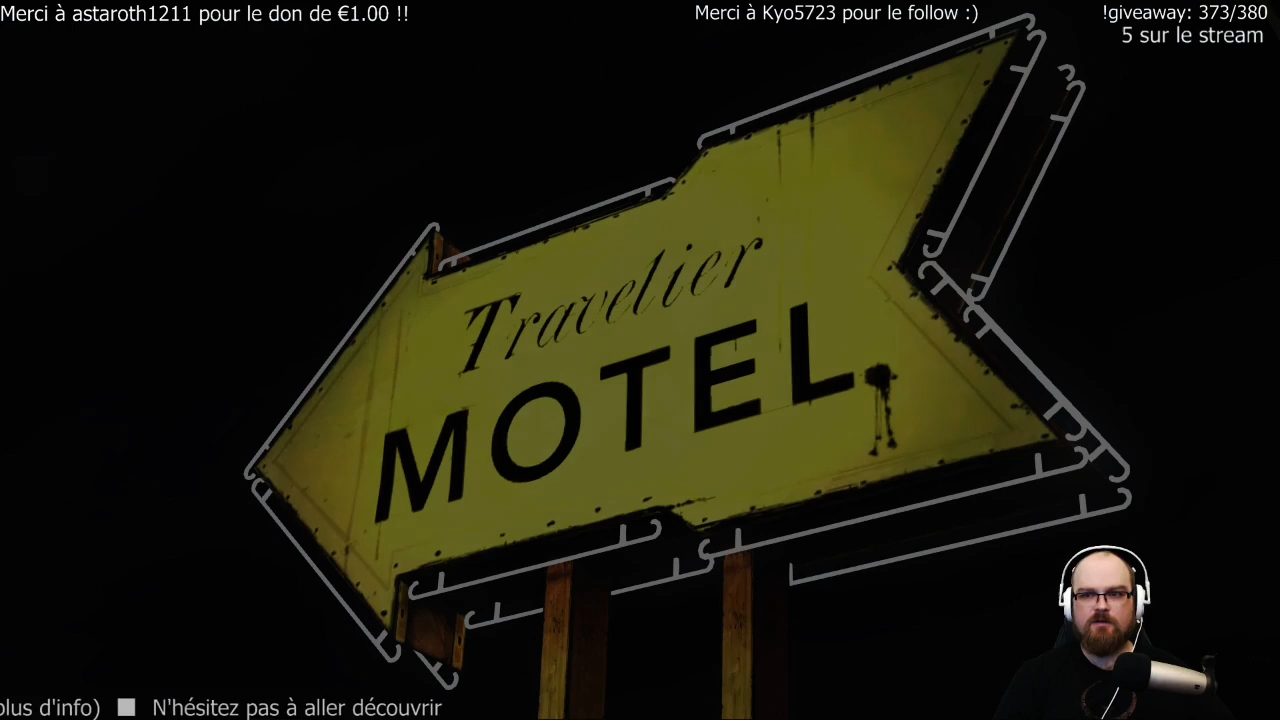 Merci à astaroth1211 pour le don de €1.00 !!
Merci à Kyo5723 pour le follow :)
!giveaway: 373/380
5 sur le stream
Travelier
MOTEL
plus d'info) ■ N'hésitez pas à aller découvrir